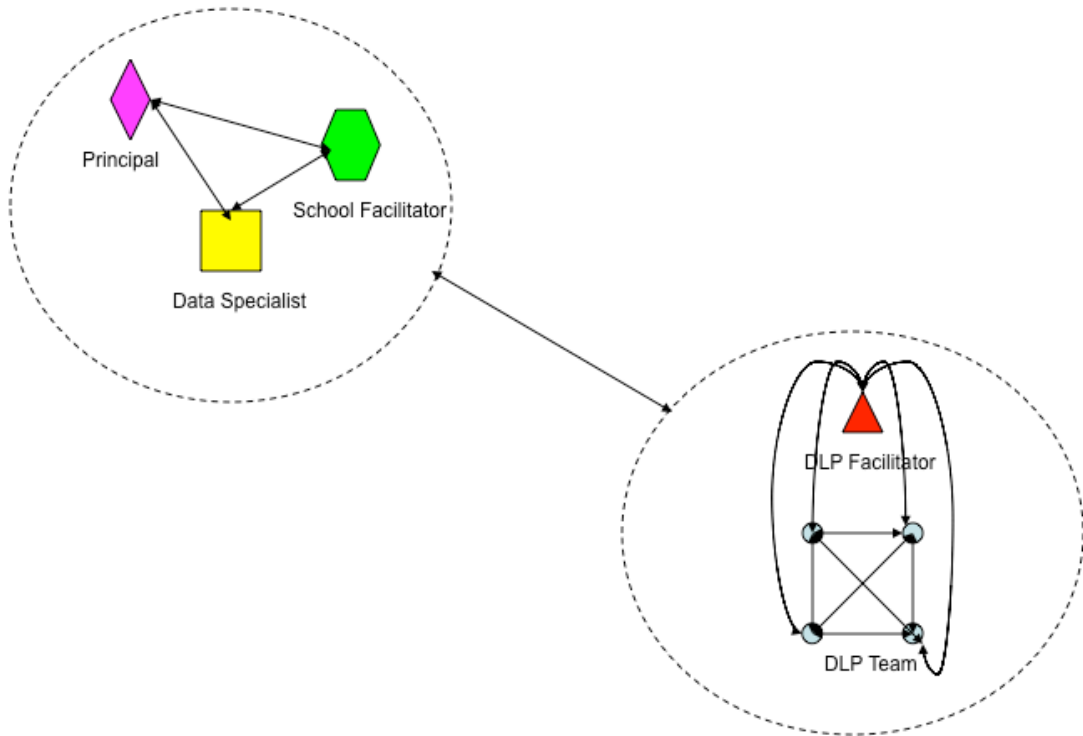 Principal
School Facilitator
Data Specialist
DLP Facilitator
DLP Team